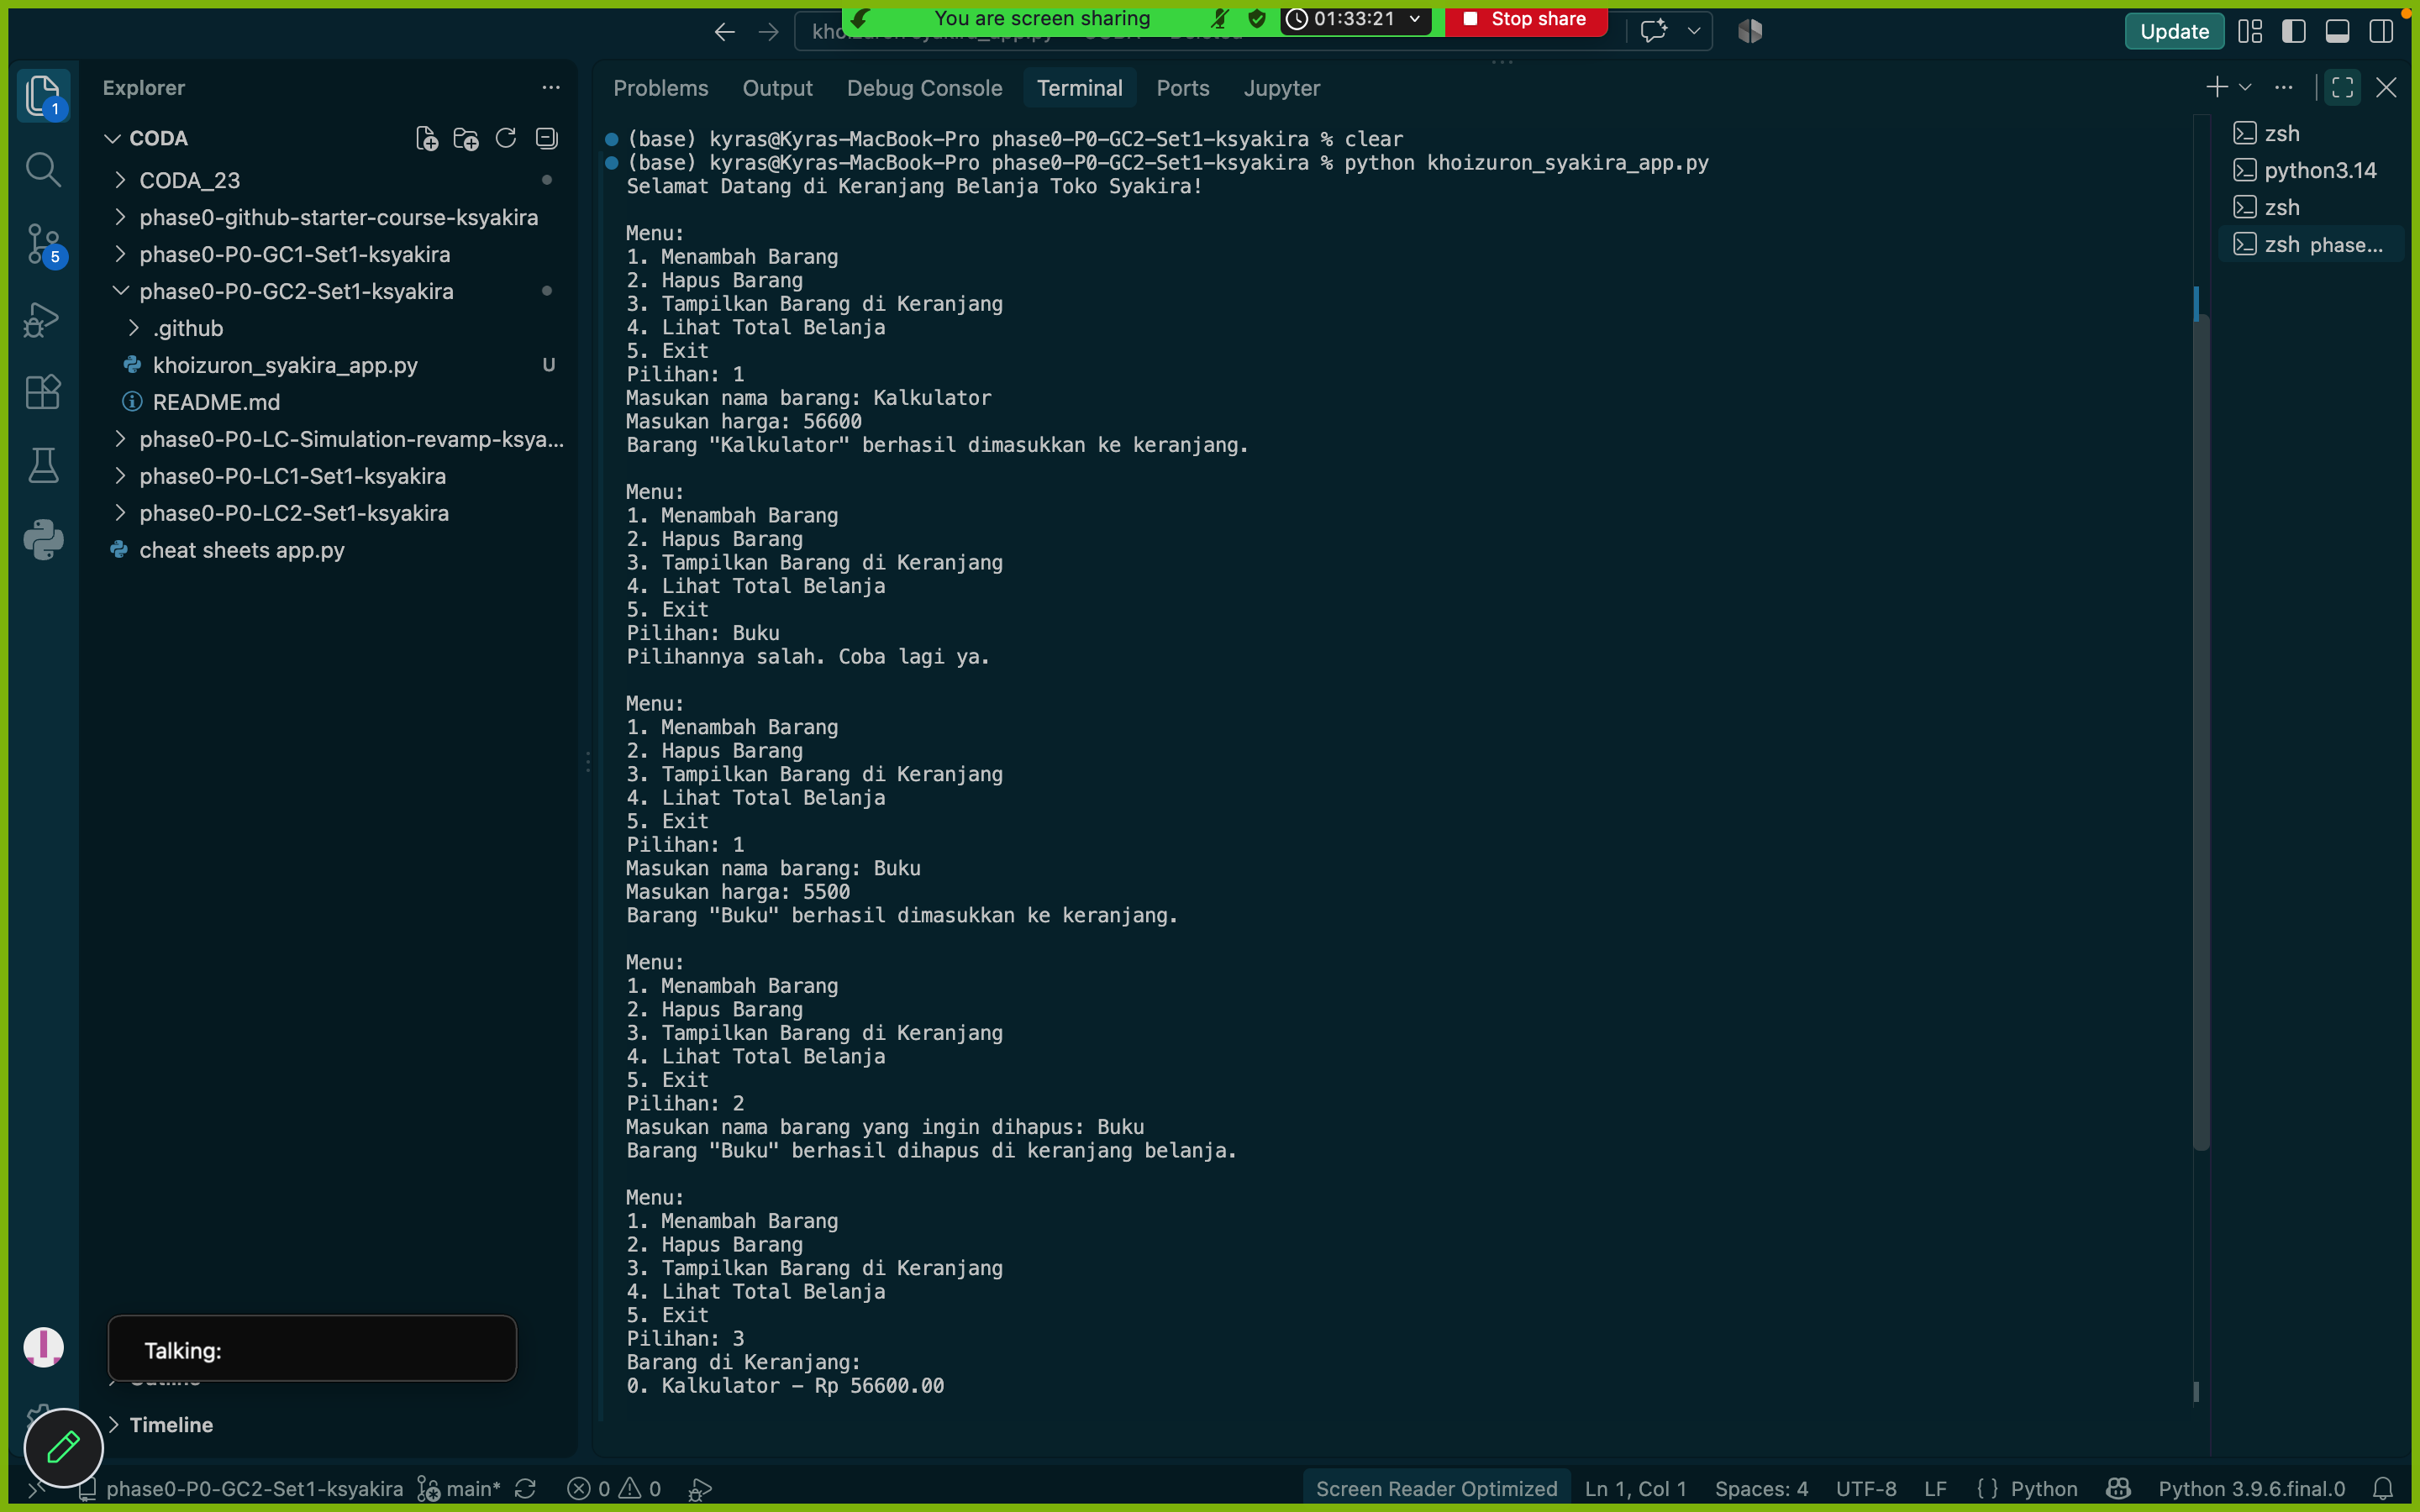 You are screen sharing
01:33:21
Stop share
Update
Explorer
Problems
Output
Debug Console
Terminal
Ports
Jupyter
1
CODA
CODA_23
phase0-github-starter-course-ksyakira
phase0-P0-GC1-Set1-ksyakira
5
phase0-P0-GC2-Set1-ksyakira
.github
khoizuron_syakira_app.py
U
README.md
phase0-P0-LC-Simulation-revamp-ksya...
phase0-P0-LC1-Set1-ksyakira
phase0-P0-LC2-Set1-ksyakira
cheat sheets app.py
Talking:
Timeline
(base) kyras@Kyras-MacBook-Pro phase0-P0-GC2-Set1-ksyakira % clear
(base) kyras@Kyras-MacBook-Pro phase0-P0-GC2-Set1-ksyakira % python khoizuron_syakira_app.py
Selamat Datang di Keranjang Belanja Toko Syakira!
Menu:
1. Menambah Barang
2. Hapus Barang
3. Tampilkan Barang di Keranjang
4. Lihat Total Belanja
5. Exit
Pilihan: 1
Masukan nama barang: Kalkulator
Masukan harga: 56600
Barang "Kalkulator" berhasil dimasukkan ke keranjang.
Menu:
1. Menambah Barang
2. Hapus Barang
3. Tampilkan Barang di Keranjang
4. Lihat Total Belanja
5. Exit
Pilihan: Buku
Pilihannya salah. Coba lagi ya.
Menu:
1. Menambah Barang
2. Hapus Barang
3. Tampilkan Barang di Keranjang
4. Lihat Total Belanja
5. Exit
Pilihan: 1
Masukan nama barang: Buku
Masukan harga: 5500
Barang "Buku" berhasil dimasukkan ke keranjang.
Menu:
1. Menambah Barang
2. Hapus Barang
3. Tampilkan Barang di Keranjang
4. Lihat Total Belanja
5. Exit
Pilihan: 2
Masukan nama barang yang ingin dihapus: Buku
Barang "Buku" berhasil dihapus di keranjang belanja.
Menu:
1. Menambah Barang
2. Hapus Barang
3. Tampilkan Barang di Keranjang
4. Lihat Total Belanja
5. Exit
Pilihan: 3
Barang di Keranjang:
0. Kalkulator – Rp 56600.00
zsh
python3.14
zsh
zsh phase...
phase0-P0-GC2-Set1-ksyakira
main*
0
0
Screen Reader Optimized
Ln 1, Col 1
Spaces: 4
UTF-8
LF
{ } Python
Python 3.9.6.final.0